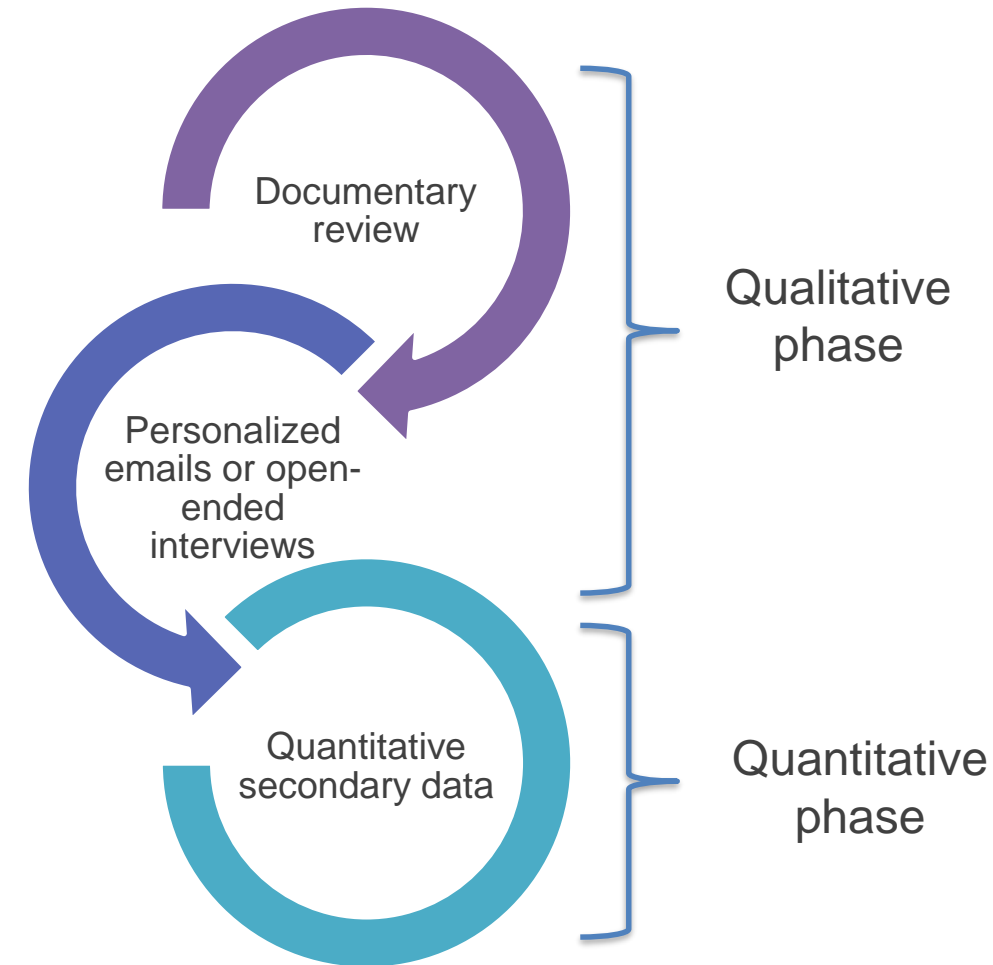 Documentary
review
Qualitative
phase
Personalized
emails or open-
ended
interviews
Quantitative
secondary data
Quantitative
phase